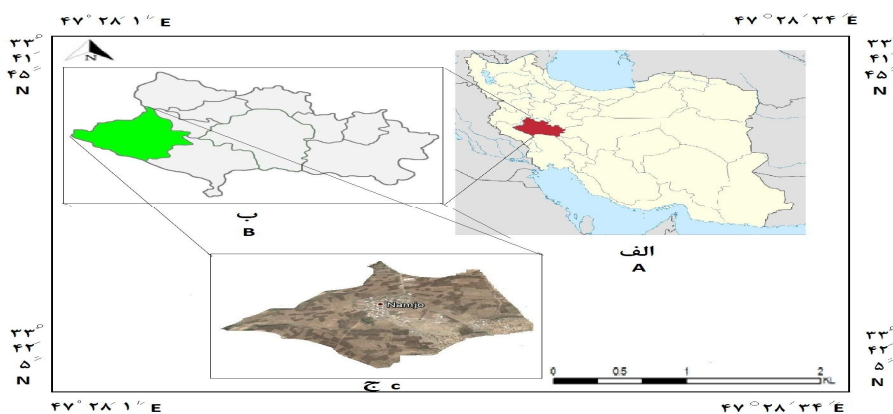 ۴۷° ۲۸′ ۱″ E
۴۷° ۲۸′ ۳۴″ E
۳۳°
۴۱′
۴۵″
N
۳۳°
۴۱′
۴۵″
N
N
ب
B
الف
A
Namjo
۳۳°
۴۲′
۵″
N
۳۳°
۴۲′
۵″
N
0 0.5 1 2
KL
ج c
۴۷° ۲۸′ ۱″ E
۴۷° ۲۸′ ۳۴″ E